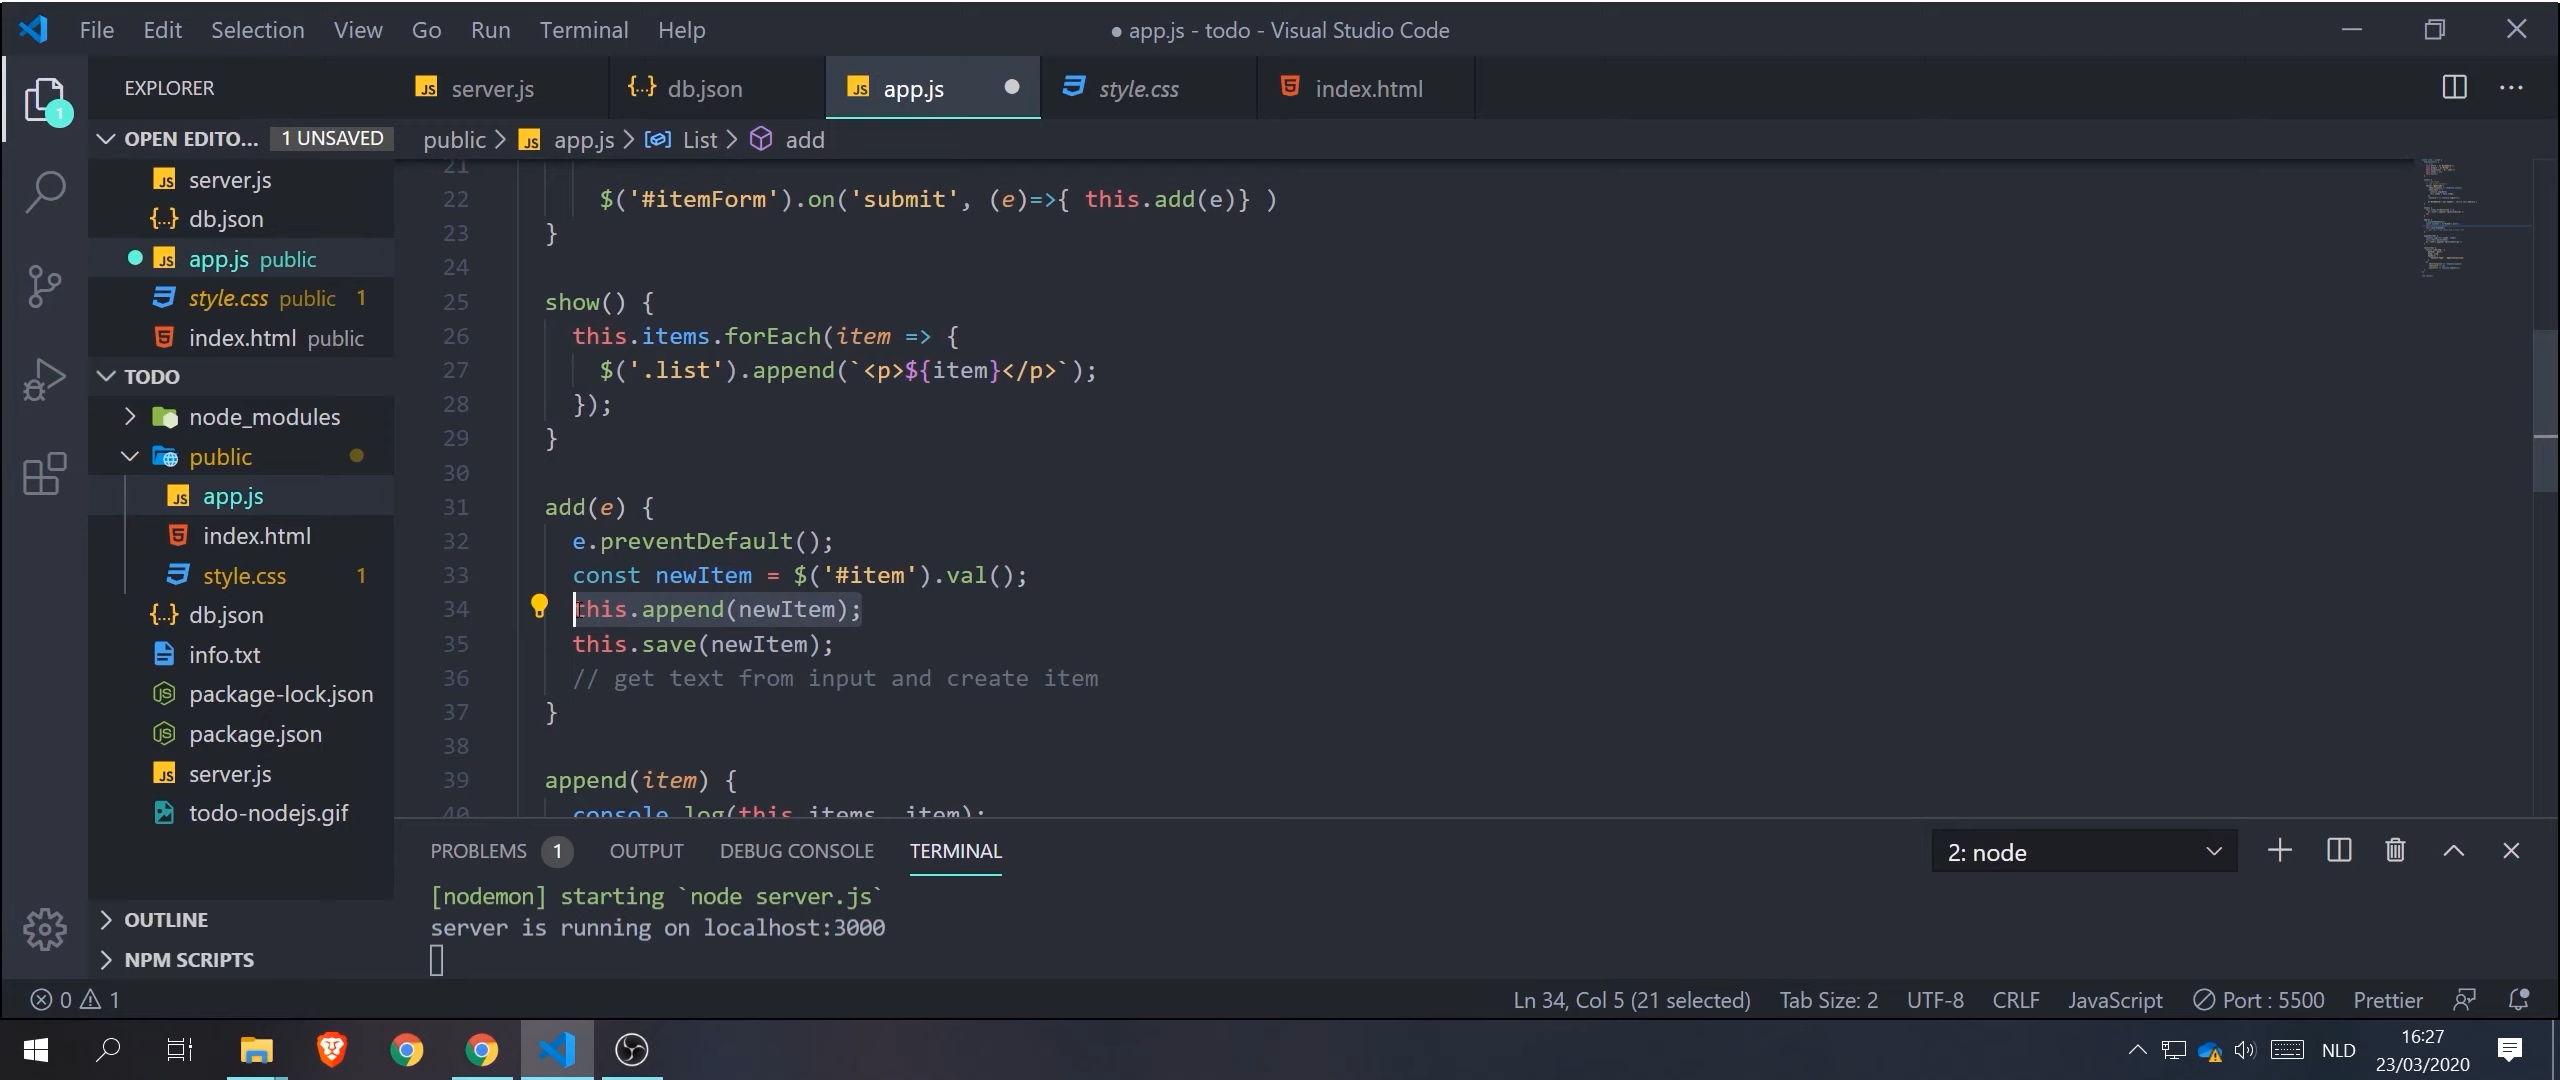 File Edit Selection View Go Run Terminal Help
● app.js - todo - Visual Studio Code
EXPLORER
JS server.js
{··} db.json
JS app.js ●
style.css
index.html
OPEN EDITO... 1 UNSAVED
public > JS app.js > List > add
JS server.js
{··} db.json
JS app.js public
style.css public 1
index.html public
TODO
node_modules
public
JS app.js
index.html
style.css 1
{··} db.json
info.txt
package-lock.json
package.json
JS server.js
todo-nodejs.gif
OUTLINE
NPM SCRIPTS
21
22 $('#itemForm').on('submit', (e)=>{ this.add(e)} )
23 }
24
25 show() {
26 this.items.forEach(item => {
27 $('.list').append(`<p>${item}</p>`);
28 });
29 }
30
31 add(e) {
32 e.preventDefault();
33 const newItem = $('#item').val();
34 this.append(newItem);
35 this.save(newItem);
36 // get text from input and create item
37 }
38
39 append(item) {
40 console.log(this.items, item);
PROBLEMS 1 OUTPUT DEBUG CONSOLE TERMINAL
2: node
[nodemon] starting `node server.js`
server is running on localhost:3000
0 1
Ln 34, Col 5 (21 selected) Tab Size: 2 UTF-8 CRLF JavaScript Port : 5500 Prettier
NLD
16:27
23/03/2020